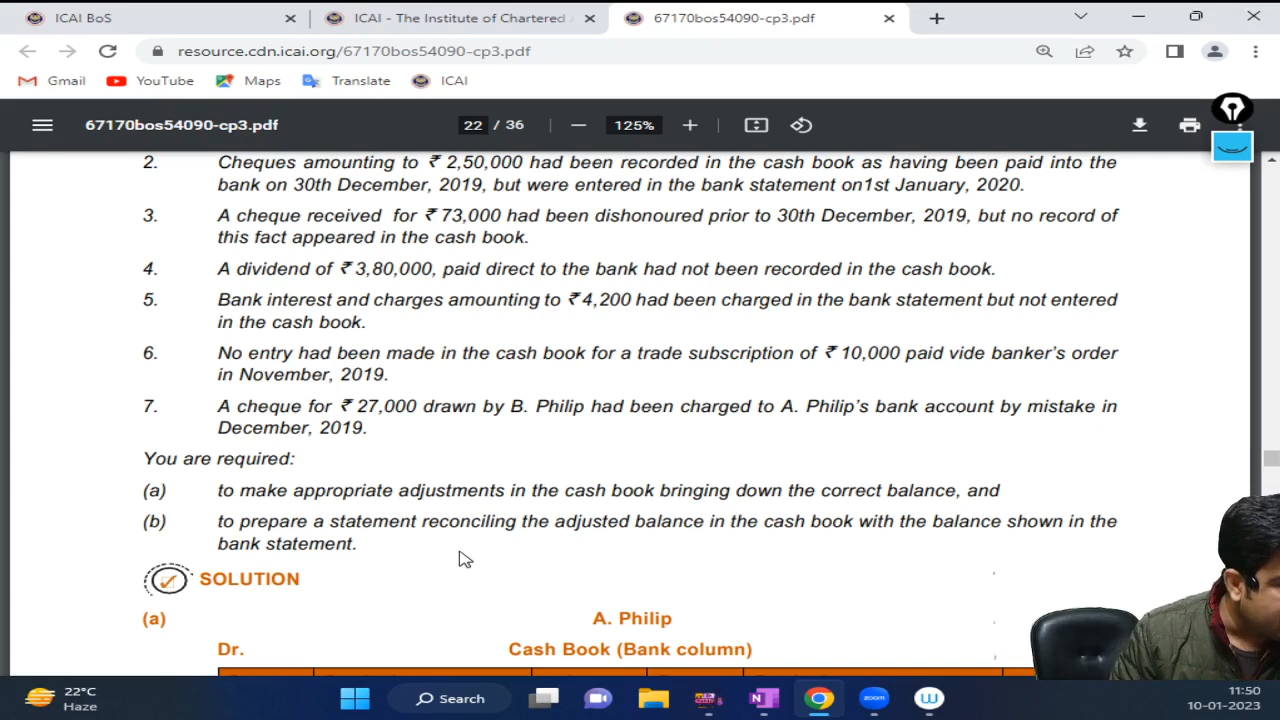 ICAI BoS
ICAI - The Institute of Chartered
67170bos54090-cp3.pdf
resource.cdn.icai.org/67170bos54090-cp3.pdf
Gmail YouTube Maps Translate ICAI
67170bos54090-cp3.pdf 22 / 36 125%
2. Cheques amounting to ₹ 2,50,000 had been recorded in the cash book as having been paid into the
bank on 30th December, 2019, but were entered in the bank statement on1st January, 2020.
3. A cheque received for ₹ 73,000 had been dishonoured prior to 30th December, 2019, but no record of
this fact appeared in the cash book.
4. A dividend of ₹ 3,80,000, paid direct to the bank had not been recorded in the cash book.
5. Bank interest and charges amounting to ₹ 4,200 had been charged in the bank statement but not entered
in the cash book.
6. No entry had been made in the cash book for a trade subscription of ₹ 10,000 paid vide banker's order
in November, 2019.
7. A cheque for ₹ 27,000 drawn by B. Philip had been charged to A. Philip's bank account by mistake in
December, 2019.
You are required:
(a) to make appropriate adjustments in the cash book bringing down the correct balance, and
(b) to prepare a statement reconciling the adjusted balance in the cash book with the balance shown in the
bank statement.
SOLUTION
(a) A. Philip
Dr. Cash Book (Bank column)
22°C
Haze
Search
zoom
11:50
10-01-2023